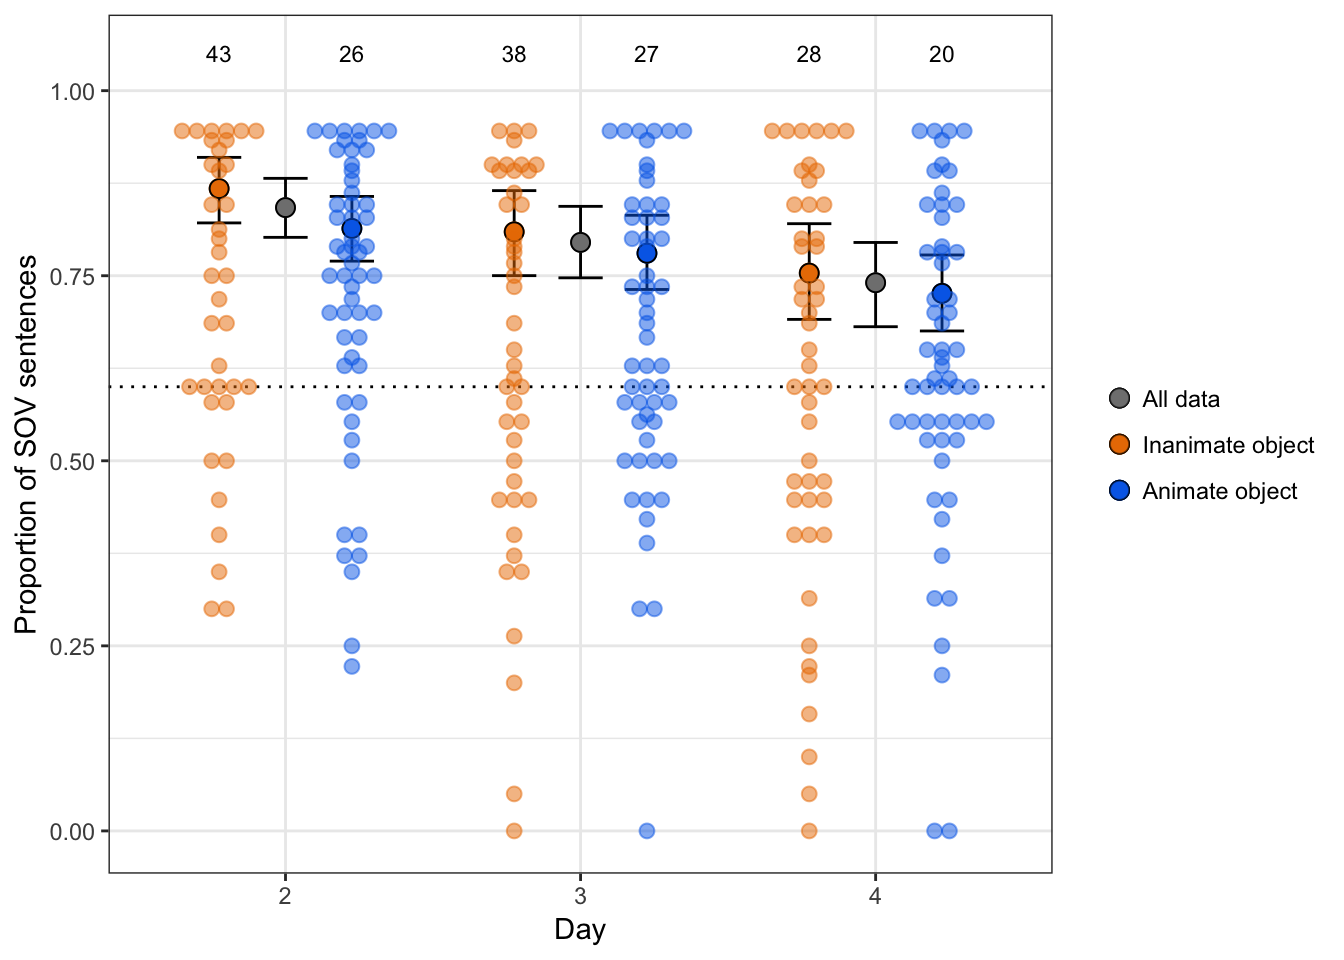 43 26 38 27 28 20
1.00
0.75
0.50
0.25
0.00
Proportion of SOV sentences
2 3 4
Day
All data
Inanimate object
Animate object